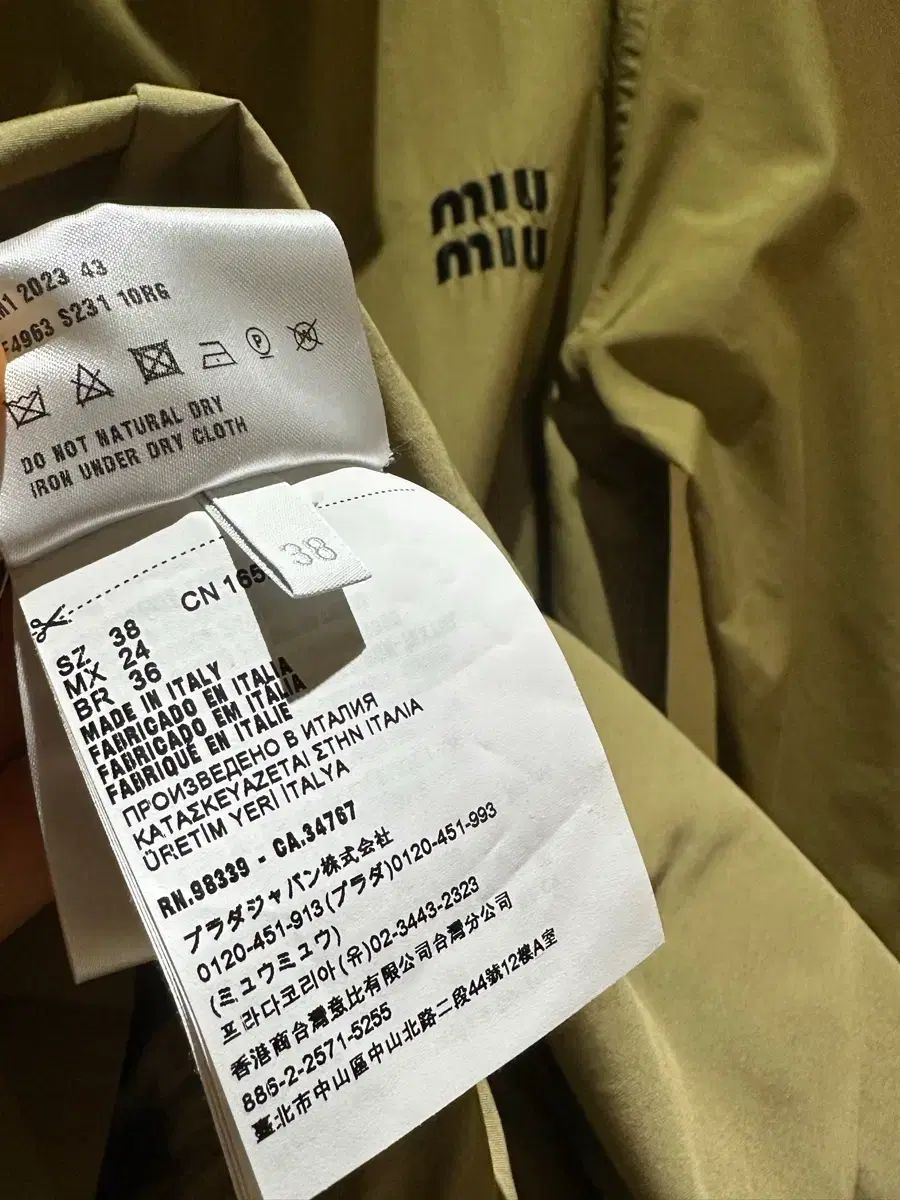 miu
miu
M1 2023 43
F4963 S231 10RG
P
W
DO NOT NATURAL DRY
IRON UNDER DRY CLOTH
38
CN 165
SZ 38
MX 24
BR 36
MADE IN ITALY
FABRICADO EN ITALIA
FABRICADO EM ITALIA
FABRIQUÉ EN ITALIE
ПРОИЗВЕДЕНО В ИТАЛИЯ
ΚΑΤΑΣΚΕΥΑΖΕΤΑΙ ΣΤΗΝ ΙΤΑΛΙΑ
ÜRETİM YERİ İTALYA
RN.98339 - CA.34767
プラダジャパン株式会社
0120-451-913(プラダ)0120-451-993
(ミュウミュウ)
프라다코리아(유)02-3443-2323
香港商台灣意比有限公司台灣分公司
886-2-2571-5255
臺北市中山區中山北路二段44號12樓A室